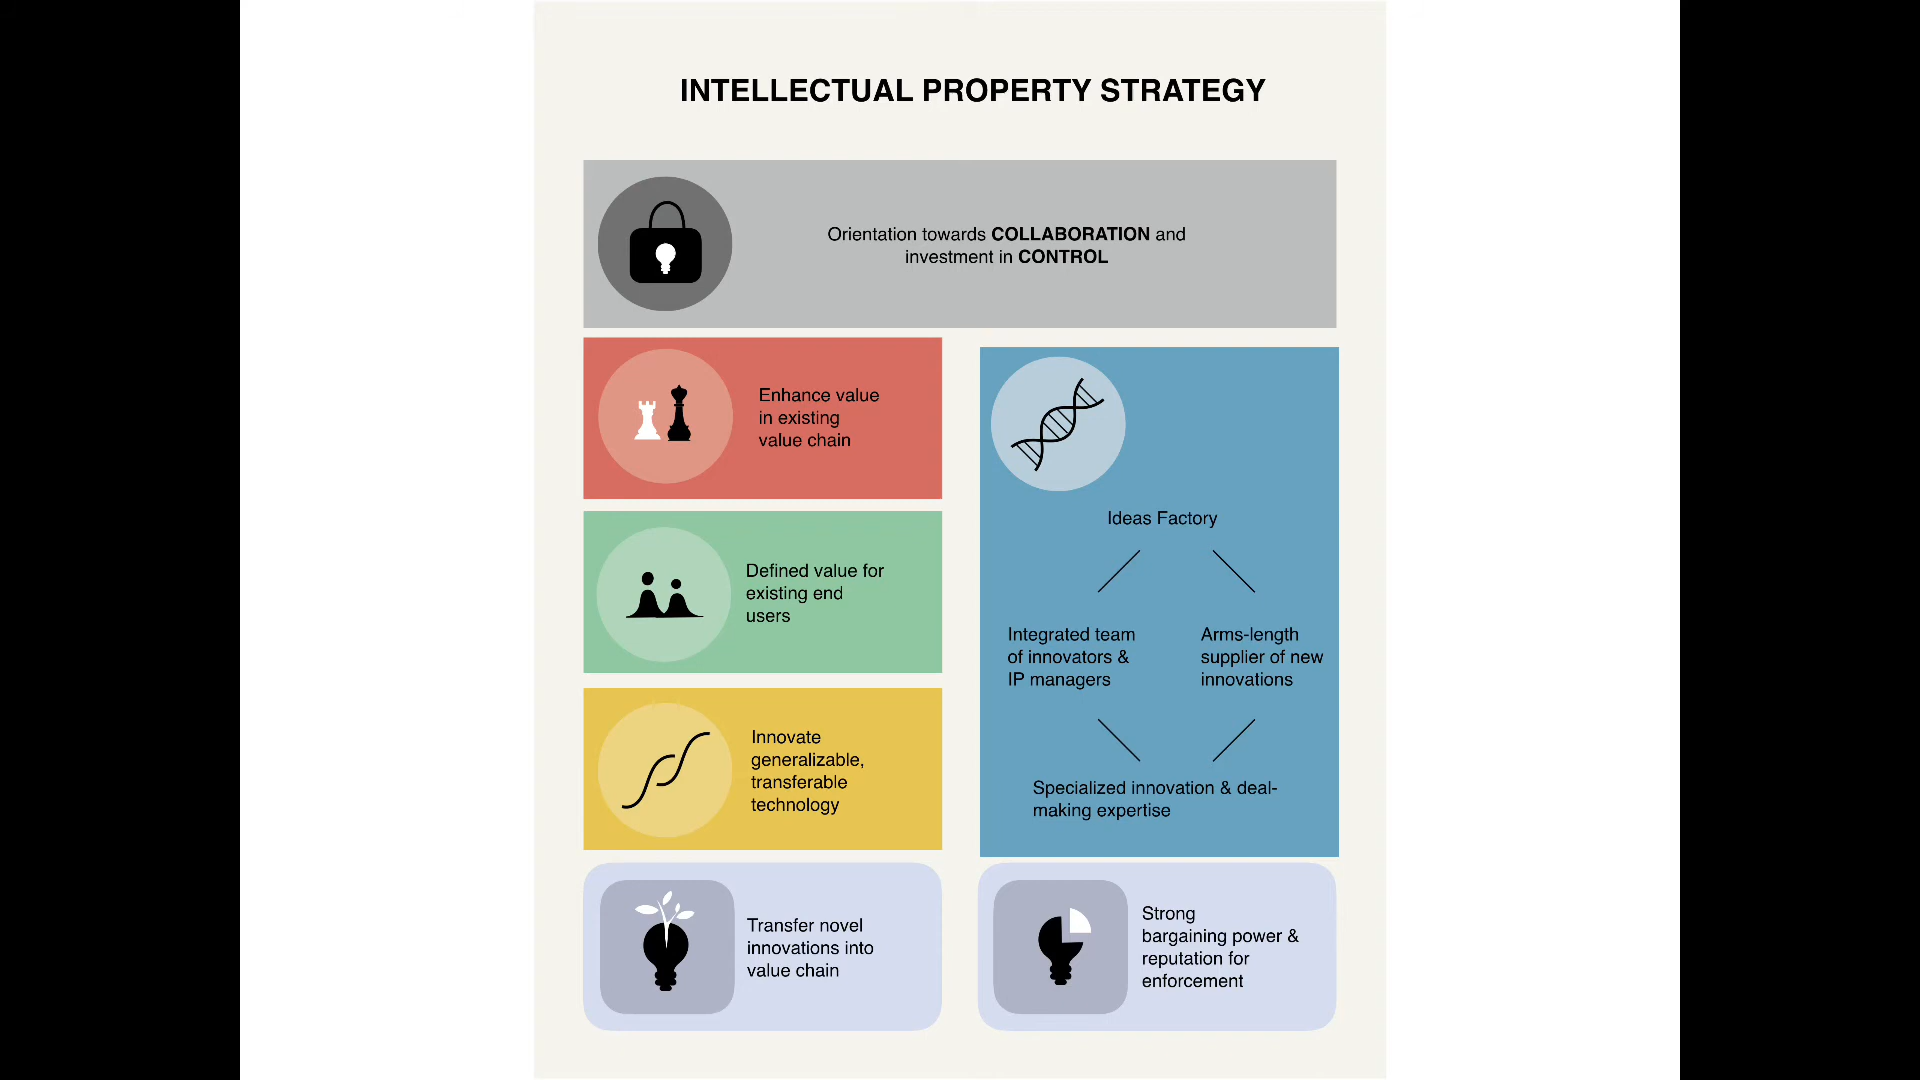 INTELLECTUAL PROPERTY STRATEGY
Orientation towards COLLABORATION and
investment in CONTROL
Enhance value
in existing
value chain
Defined value for
existing end
users
Innovate
generalizable,
transferable
technology
Ideas Factory
Integrated team
of innovators &
IP managers
Arms-length
supplier of new
innovations
Specialized innovation & deal-
making expertise
Transfer novel
innovations into
value chain
Strong
bargaining power &
reputation for
enforcement